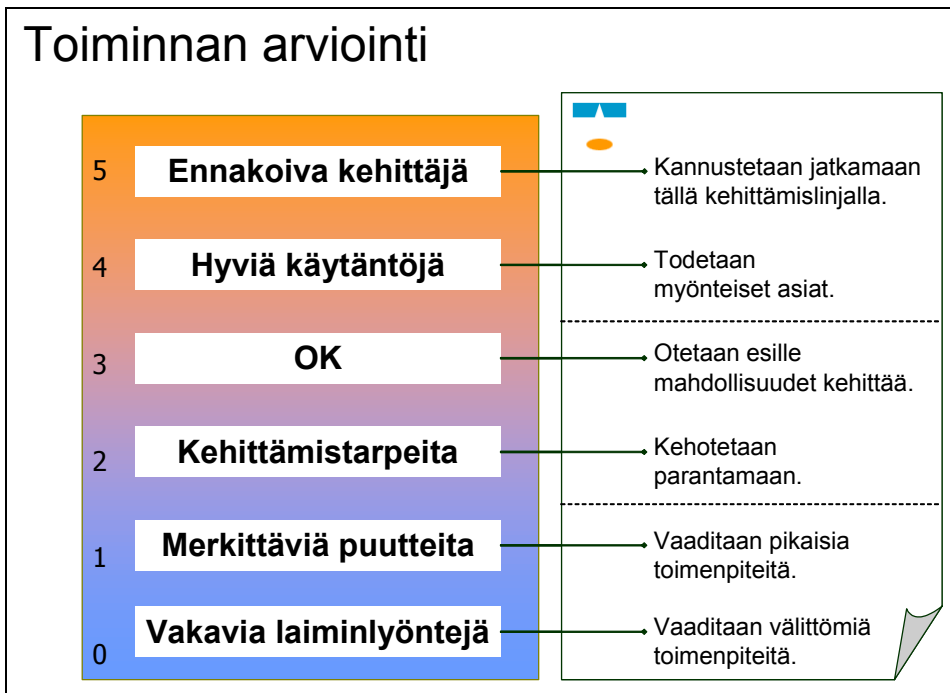 Toiminnan arviointi
5
Ennakoiva kehittäjä
Kannustetaan jatkamaan
tällä kehittämislinjalla.
4
Hyviä käytäntöjä
Todetaan
myönteiset asiat.
3
OK
Otetaan esille
mahdollisuudet kehittää.
2
Kehittämistarpeita
Kehotetaan
parantamaan.
1
Merkittäviä puutteita
Vaaditaan pikaisia
toimenpiteitä.
0
Vakavia laiminlyöntejä
Vaaditaan välittömiä
toimenpiteitä.